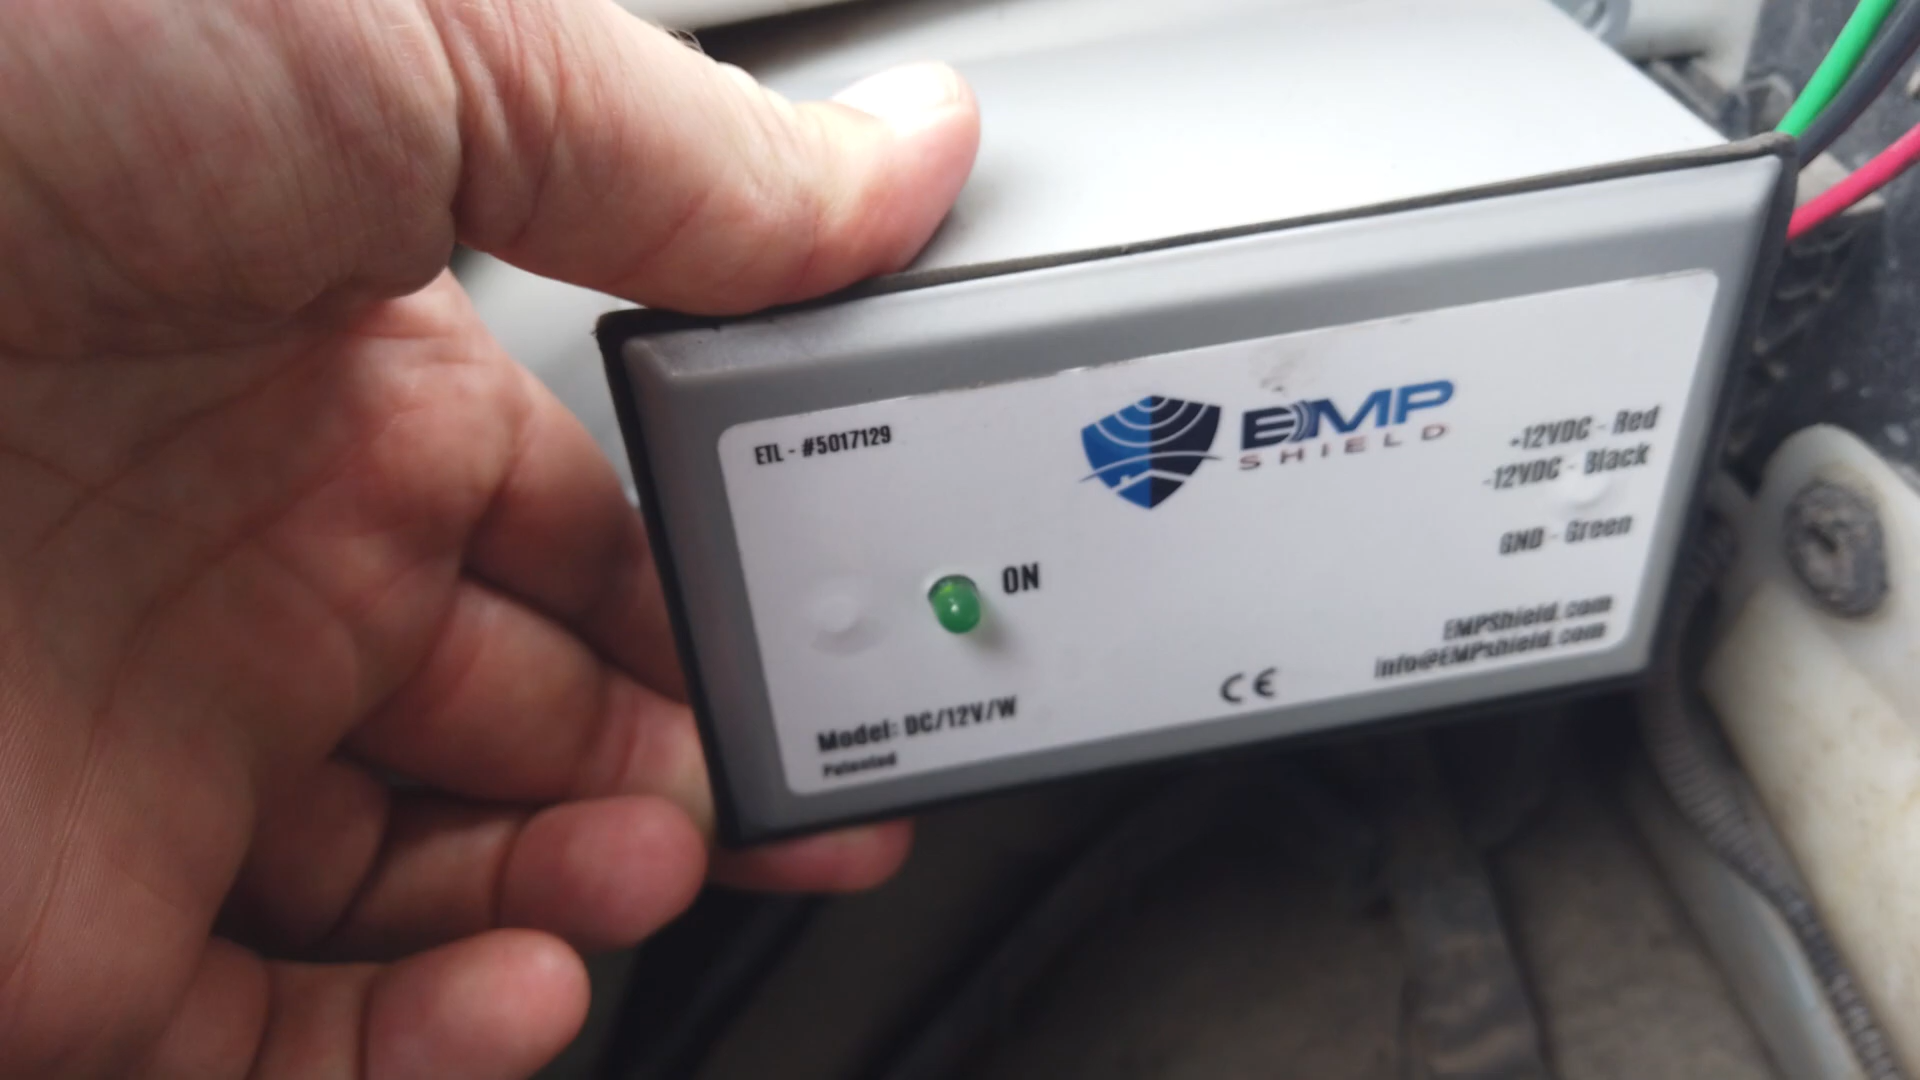 ETL - #5017129
EMP
SHIELD
+12VDC - Red
-12VDC - Black
GND - Green
ON
EMPShield.com
Info@EMPshield.com
CE
Model: DC/12V/W
Patented